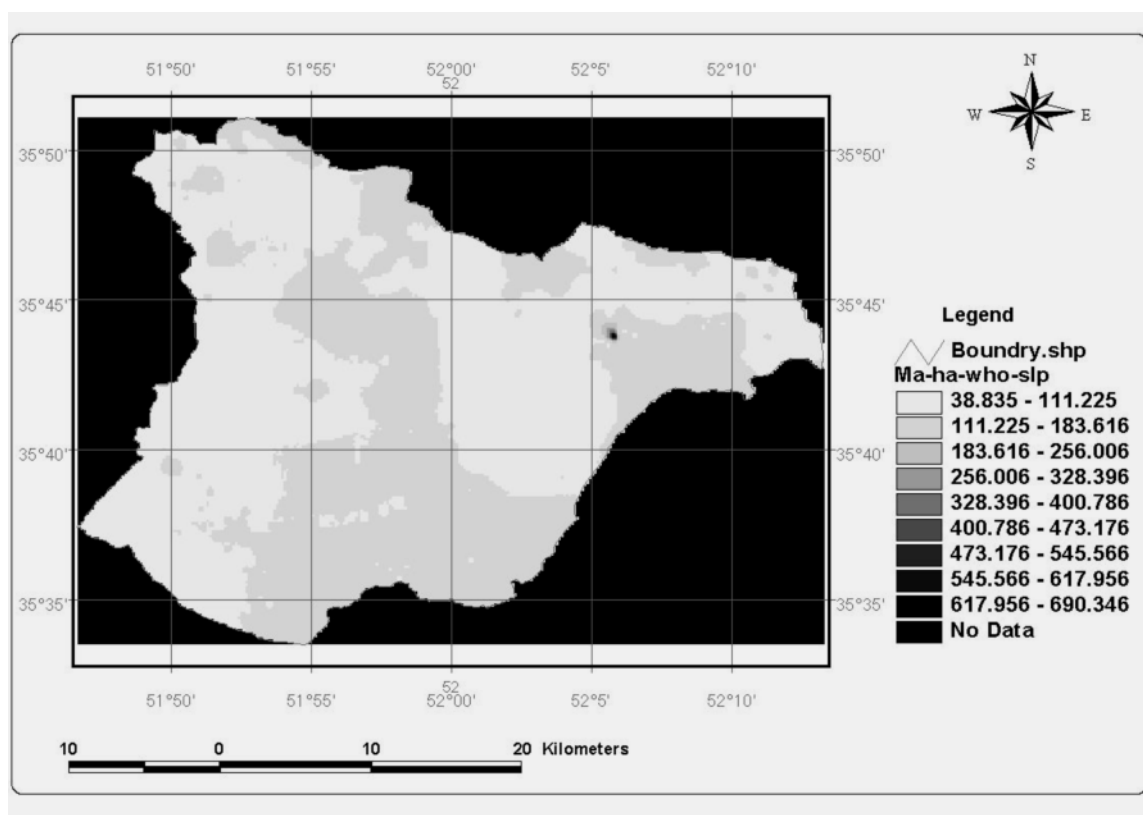 51°50' 51°55' 52°00' 52°5' 52°10'
52
N
W E
S
35°50' 35°50'
35°45' 35°45'
35°40' 35°40'
35°35' 35°35'
Legend
Boundry.shp
Ma-ha-who-slp
38.835 - 111.225
111.225 - 183.616
183.616 - 256.006
256.006 - 328.396
328.396 - 400.786
400.786 - 473.176
473.176 - 545.566
545.566 - 617.956
617.956 - 690.346
No Data
52
51°50' 51°55' 52°00' 52°5' 52°10'
10 0 10 20 Kilometers